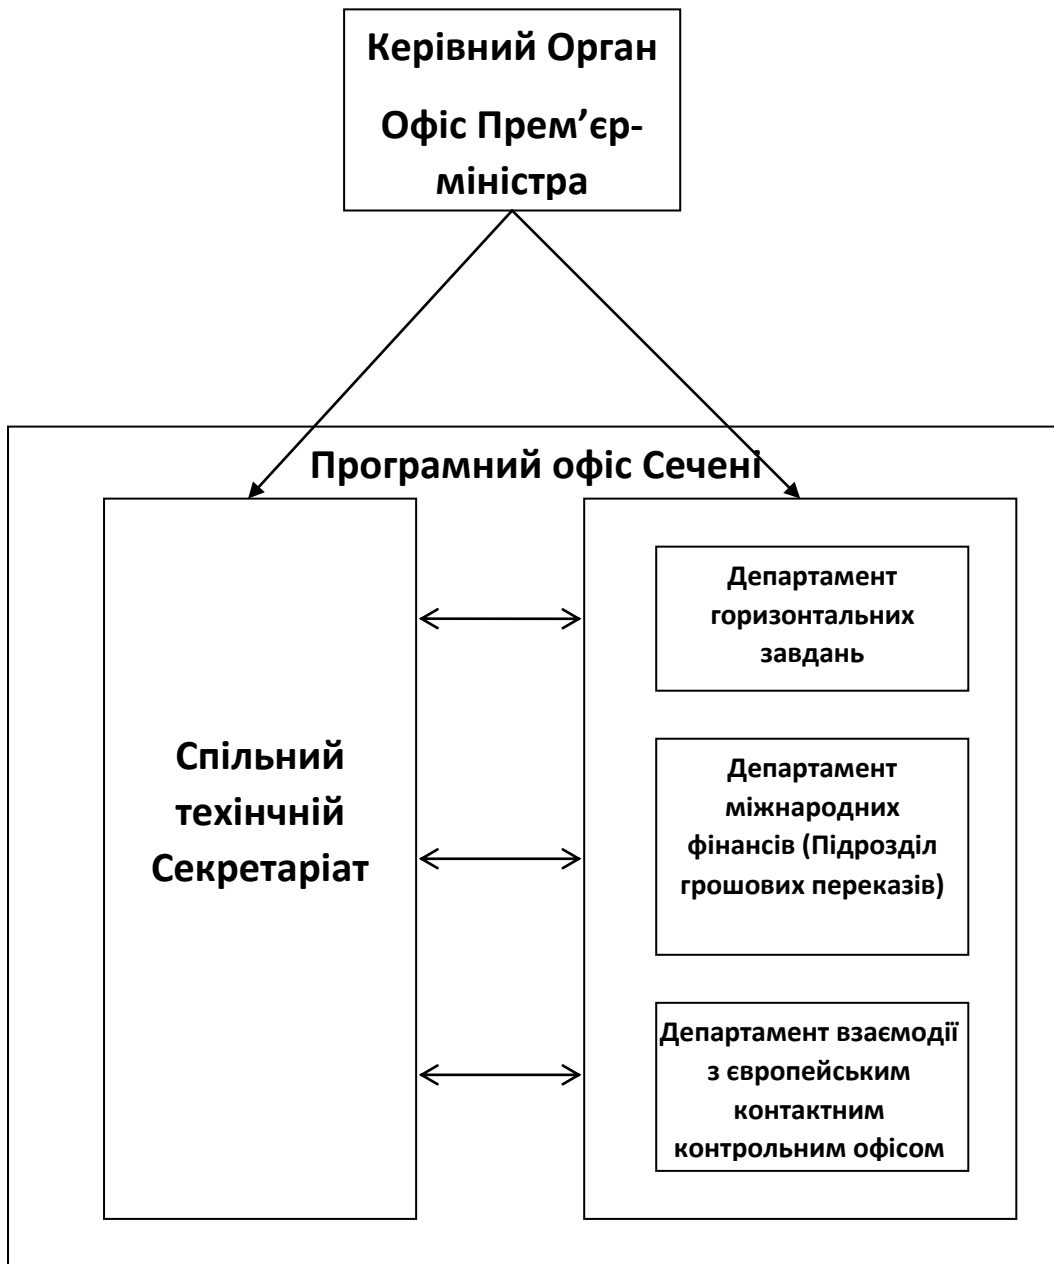 Керівний Орган
Офіс Прем’єр-
міністра
Програмний офіс Сечені
Спільний
техінчній
Секретаріат
Департамент
горизонтальних
завдань
Департамент
міжнародних
фінансів (Підрозділ
грошових переказів)
Департамент взаємодії
з європейським
контактним
контрольним офісом